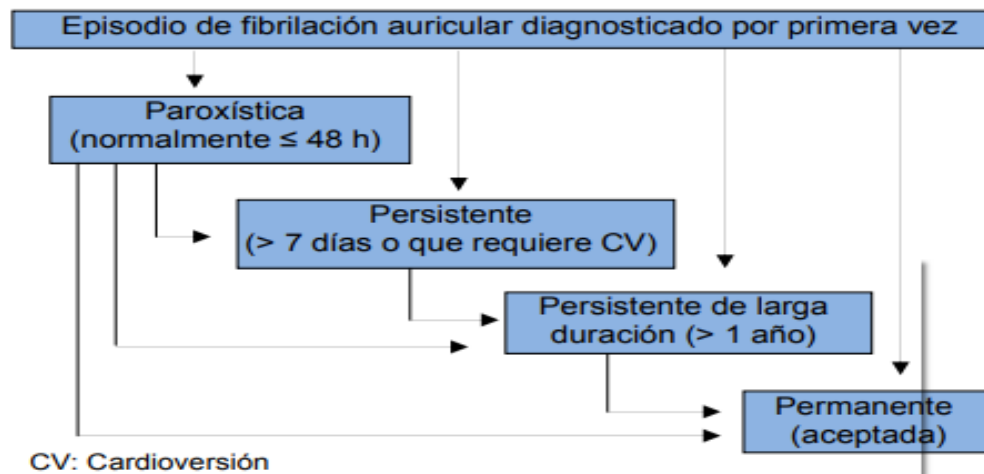 Episodio de fibrilación auricular diagnosticado por primera vez
Paroxística
(normalmente ≤ 48 h)
Persistente
(> 7 días o que requiere CV)
Persistente de larga
duración (> 1 año)
Permanente
(aceptada)
CV: Cardioversión